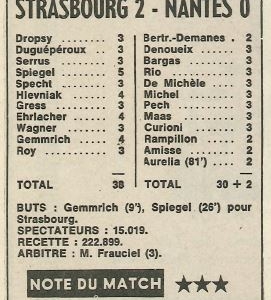 STRASBOURG 2 - NANTES 0
Dropsy ..... 3
Duguépéroux .. 3
Serrus ..... 3
Spiegel ..... 5
Specht ..... 3
Hlevniak ..... 4
Gress ..... 3
Ehrlacher .... 4
Wagner ..... 3
Gemmrich .... 4
Roy ..... 3
TOTAL 38
Bertr.-Demanes . 2
Denoueix .... 3
Bargas ..... 3
Rio ..... 3
De Michèle ... 3
Michel ..... 3
Pech ..... 3
Maas ..... 3
Curioni ..... 3
Rampillon .... 2
Amisse ..... 2
Aurelia (81') ... 2
TOTAL 30 + 2
BUTS : Gemmrich (9'), Spiegel (26') pour
Strasbourg.
SPECTATEURS : 15.019.
RECETTE : 222.899.
ARBITRE : M. Frauciel (3).
NOTE DU MATCH ★★★